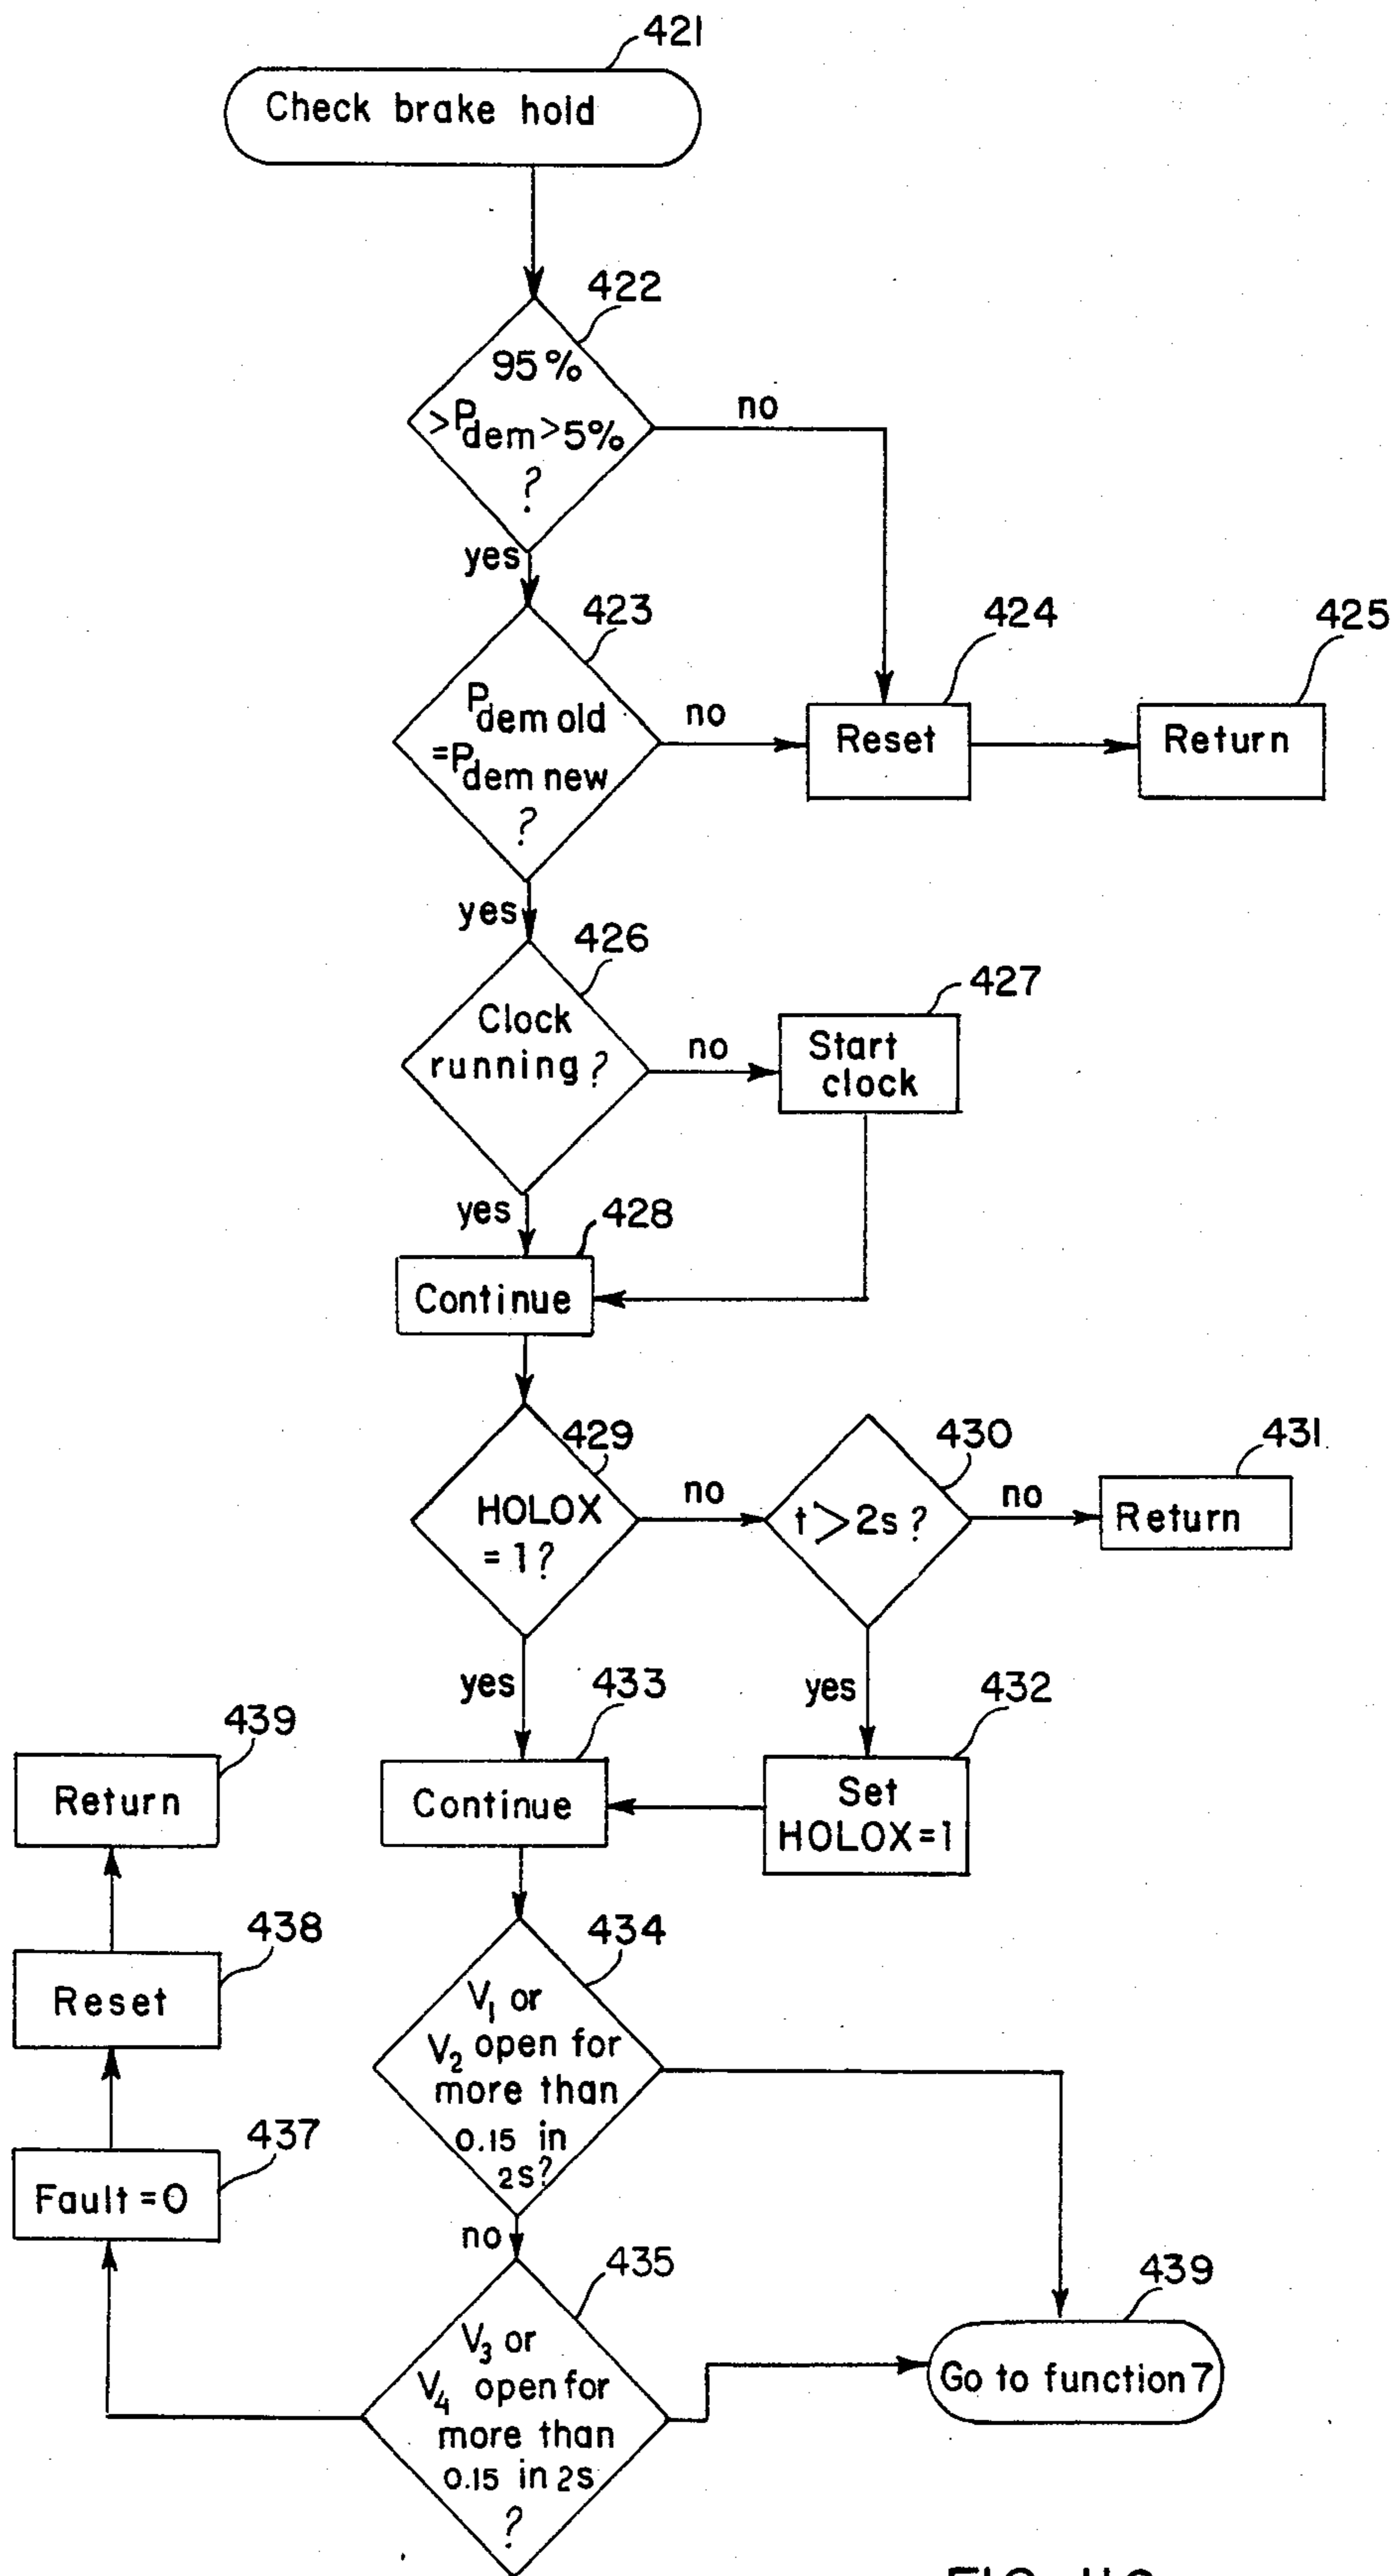 421
Check brake hold
422
95%
>Pdem>5%
?
no
yes
423
Pdem old
=Pdem new
?
no
424
Reset
425
Return
yes
426
Clock
running?
no
427
Start
clock
yes
428
Continue
429
HOLOX
=1?
no
430
t>2s?
no
431
Return
yes
433
Continue
yes
432
Set
HOLOX=1
439
Return
438
Reset
437
Fault=0
434
V1 or
V2 open for
more than
0.15 in
2s?
no
435
V3 or
V4 open for
more than
0.15 in 2s
?
439
Go to function 7